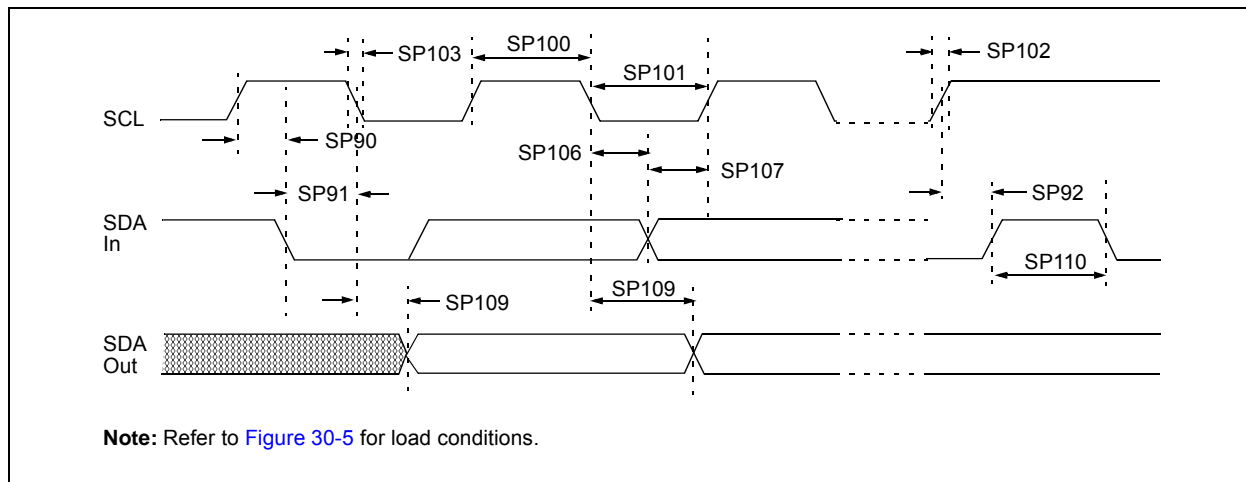 SP103
SP100
SP101
SP102
SCL
SP90
SP106
SP107
SP91
SP92
SDA
In
SP110
SP109
SP109
SDA
Out
Note: Refer to Figure 30-5 for load conditions.